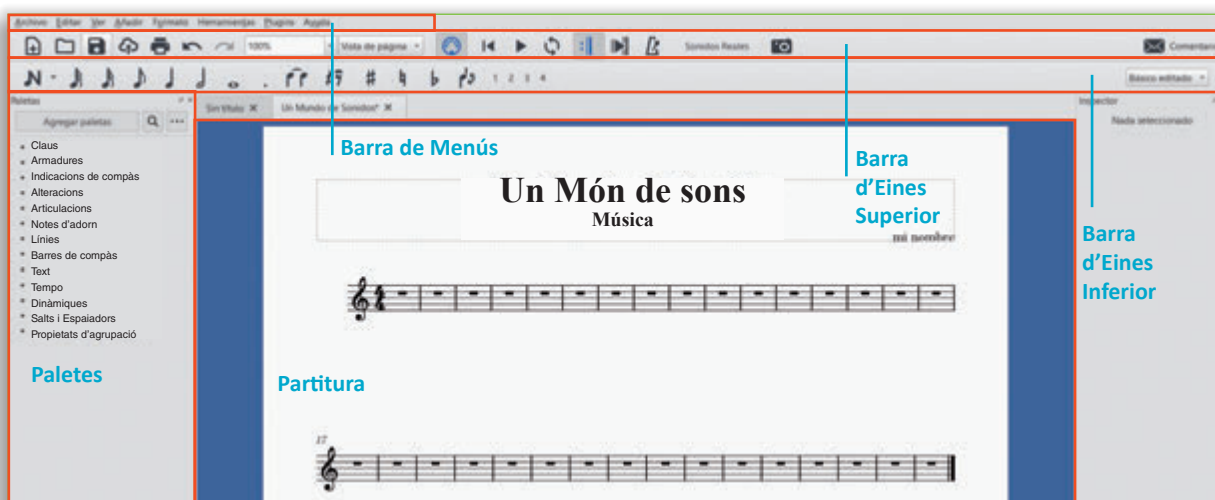 Archivo Editar Ver Añadir Formato Herramientas Plugins Ayuda
100% Vista de página Sonidos Reales Comentario
1 2 3 4 Básico editado
Paletas
Agregar paletas
Sin título Un Mundo de Sonidos*
Inspector
Nada seleccionado
Claus
Armadures
Indicacions de compàs
Alteracions
Articulacions
Notes d'adorn
Línies
Barres de compàs
Text
Tempo
Dinàmiques
Salts i Espaiadors
Propietats d'agrupació
Paletes
Barra de Menús
Un Món de sons
Música
mi nombre
Barra
d'Eines
Superior
Barra
d'Eines
Inferior
Partitura
17